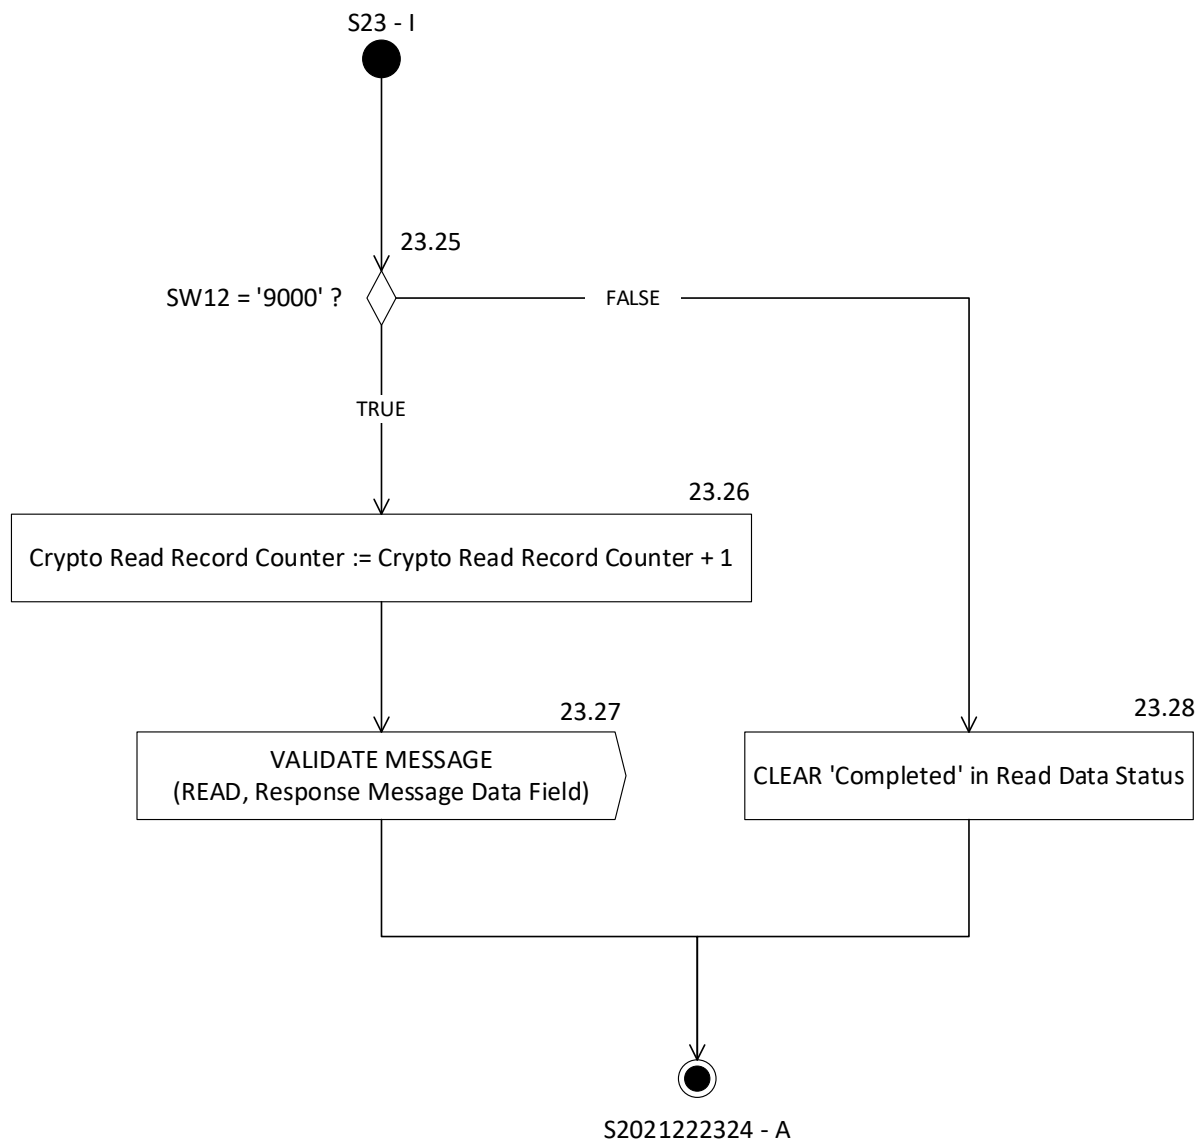 S23 - I
23.25
SW12 = '9000' ?
FALSE
TRUE
23.26
Crypto Read Record Counter := Crypto Read Record Counter + 1
23.27
VALIDATE MESSAGE
(READ, Response Message Data Field)
23.28
CLEAR 'Completed' in Read Data Status
S2021222324 - A